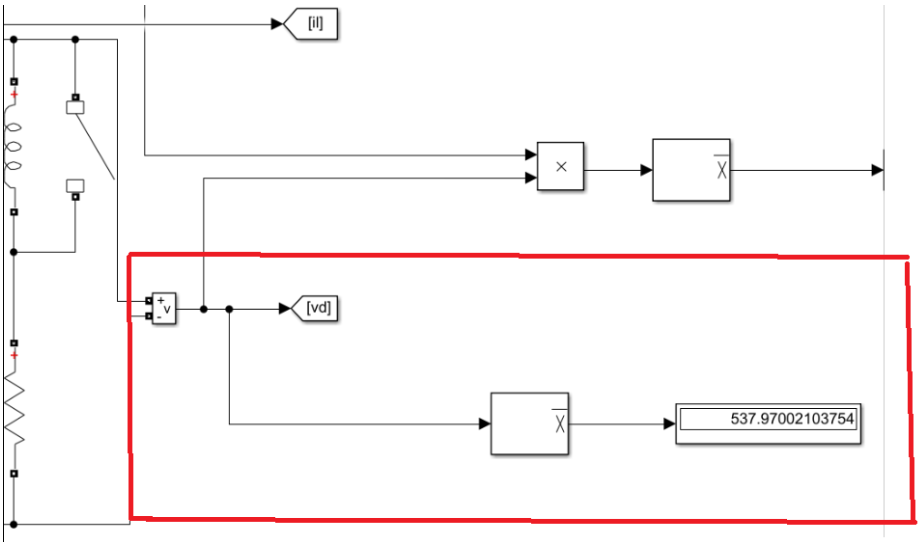 [il]
×
X
+
v
-
[vd]
X
537.97002103754